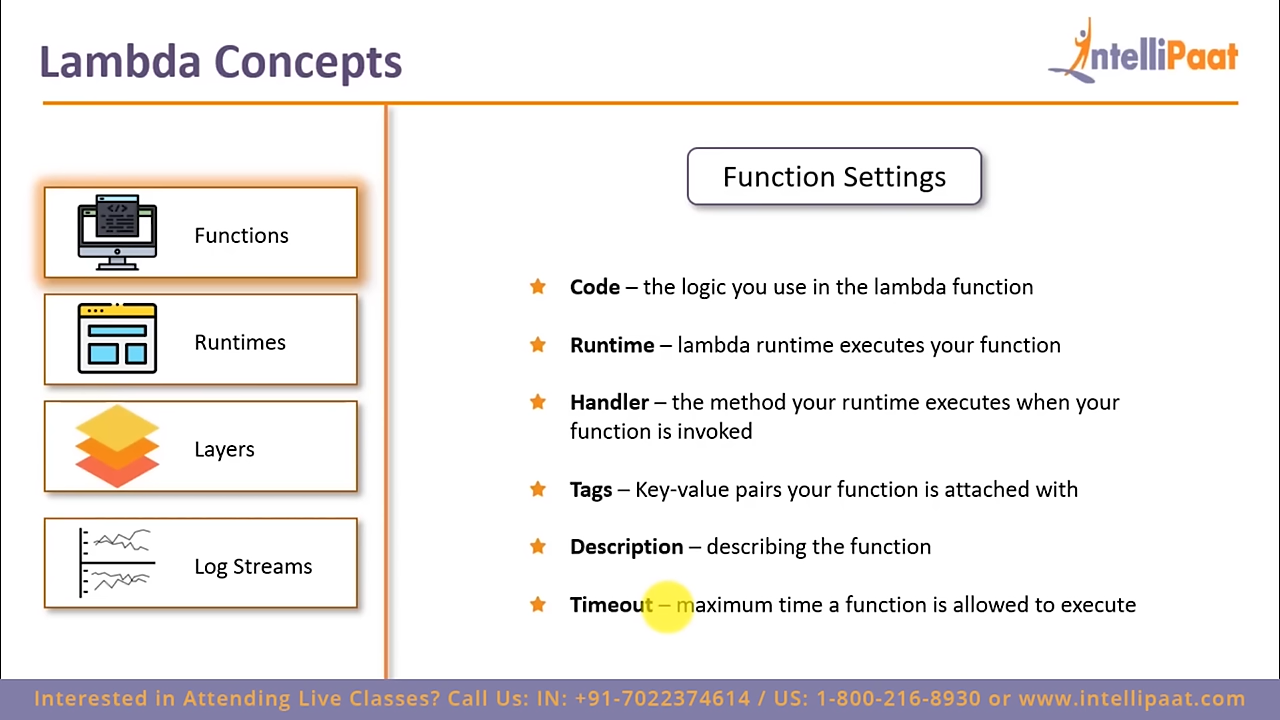 Lambda Concepts
IntelliPaat
Functions
Runtimes
Layers
Log Streams
Function Settings
Code – the logic you use in the lambda function
Runtime – lambda runtime executes your function
Handler – the method your runtime executes when your
function is invoked
Tags – Key-value pairs your function is attached with
Description – describing the function
Timeout – maximum time a function is allowed to execute
Interested in Attending Live Classes? Call Us: IN: +91-7022374614 / US: 1-800-216-8930 or www.intellipaat.com